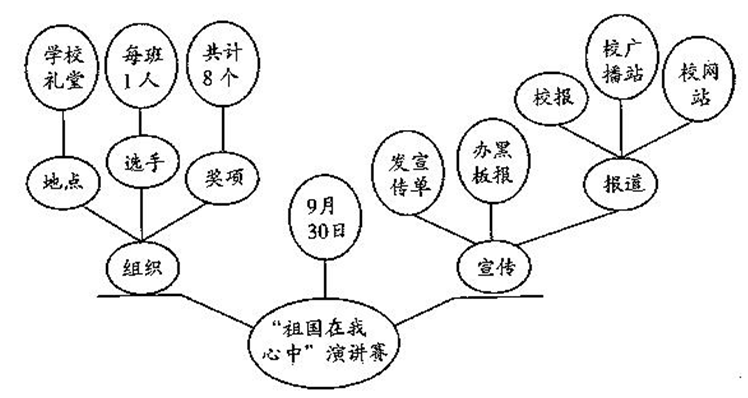 学校
礼堂
每班
1人
共计
8个
地点
选手
奖项
组织
9月
30日
“祖国在我
心中”演讲赛
发宣
传单
办黑
板报
校报
校广
播站
校网
站
报道
宣传